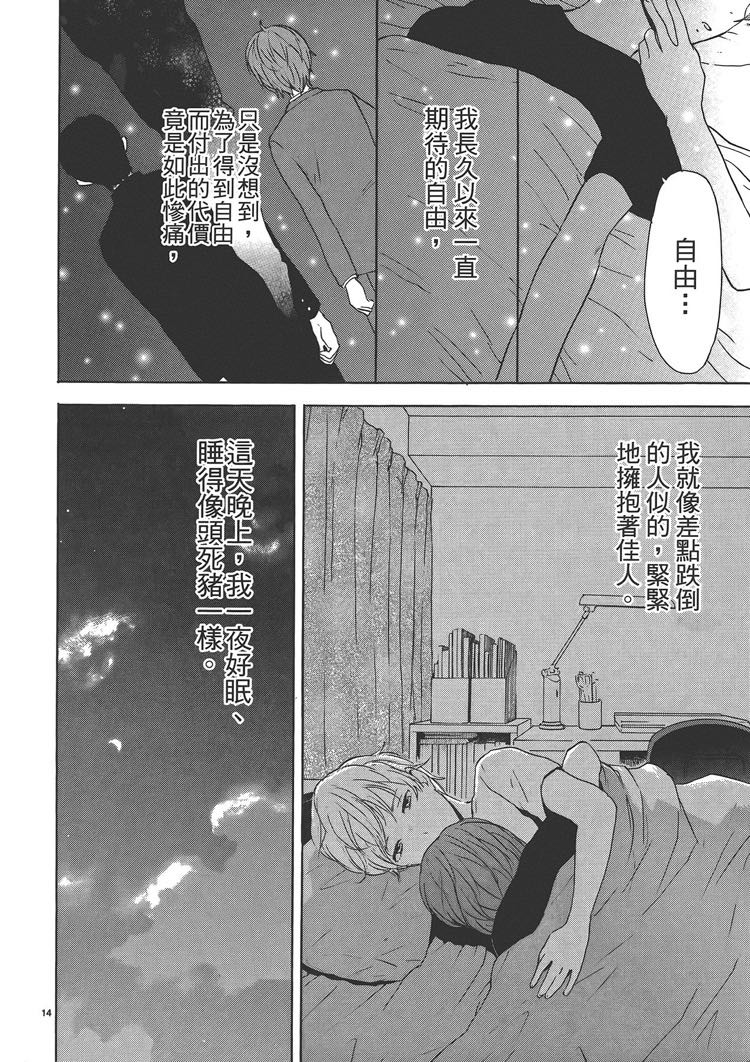 自由…
我長久以來一直
期待的自由，
只是沒想到，
為了得到自由
而付出的代價
竟是如此慘痛，
我就像差點跌倒
的人似的，緊緊
地擁抱著佳人。
這天晚上，我一夜好眠、
睡得像頭死豬一樣。
14